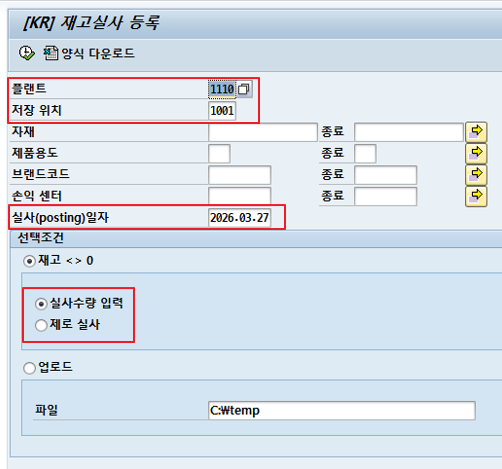 [KR] 재고실사 등록
양식 다운로드
플랜트 1110
저장 위치 1001
자재 종료
제품용도 종료
브랜드코드 종료
손익 센터 종료
실사(posting)일자 2026.03.27
선택조건
재고 <> 0
실사수량 입력
제로 실사
업로드
파일 C:\temp